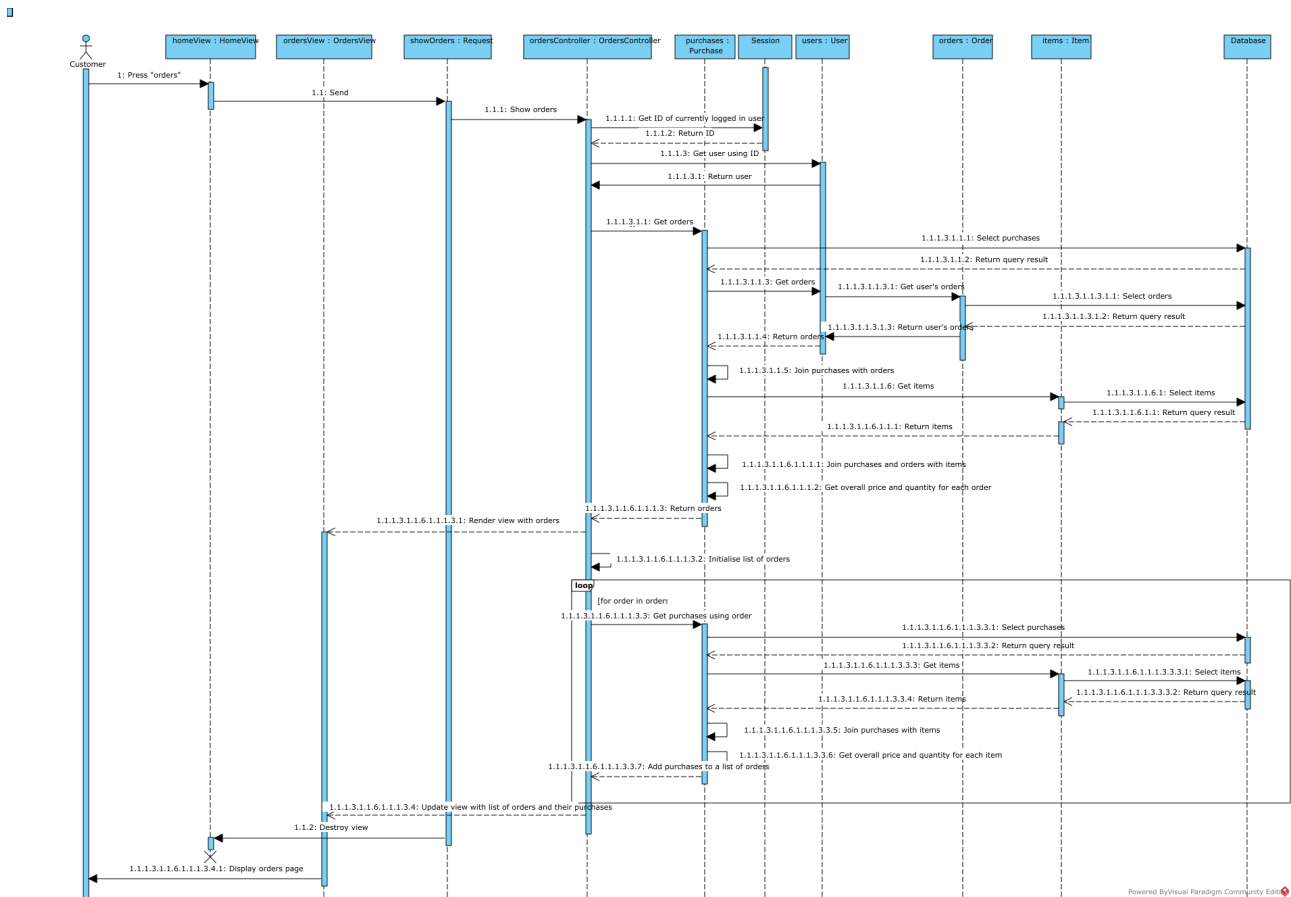 homeView : HomeView
ordersView : OrdersView
showOrders : Request
ordersController : OrdersController
purchases :
Purchase
Session
users : User
orders : Order
items : Item
Database
Customer
1: Press "orders"
1.1: Send
1.1.1: Show orders
1.1.1.1: Get ID of currently logged in user
1.1.1.2: Return ID
1.1.1.3: Get user using ID
1.1.1.3.1: Return user
1.1.1.3.1.1: Get orders
1.1.1.3.1.1.1: Select purchases
1.1.1.3.1.1.2: Return query result
1.1.1.3.1.1.3: Get orders
1.1.1.3.1.1.3.1: Get user's orders
1.1.1.3.1.1.3.1.1: Select orders
1.1.1.3.1.1.3.1.2: Return query result
1.1.1.3.1.1.3.1.3: Return user's orders
1.1.1.3.1.1.4: Return orders
1.1.1.3.1.1.5: Join purchases with orders
1.1.1.3.1.1.6: Get items
1.1.1.3.1.1.6.1: Select items
1.1.1.3.1.1.6.1.1: Return query result
1.1.1.3.1.1.6.1.1.1: Return items
1.1.1.3.1.1.6.1.1.1.1: Join purchases and orders with items
1.1.1.3.1.1.6.1.1.1.2: Get overall price and quantity for each order
1.1.1.3.1.1.6.1.1.1.3: Return orders
1.1.1.3.1.1.6.1.1.1.3.1: Render view with orders
1.1.1.3.1.1.6.1.1.1.3.2: Initialise list of orders
loop
[for order in orders
1.1.1.3.1.1.6.1.1.1.3.3: Get purchases using order
1.1.1.3.1.1.6.1.1.1.3.3.1: Select purchases
1.1.1.3.1.1.6.1.1.1.3.3.2: Return query result
1.1.1.3.1.1.6.1.1.1.3.3.3: Get items
1.1.1.3.1.1.6.1.1.1.3.3.3.1: Select items
1.1.1.3.1.1.6.1.1.1.3.3.3.2: Return query result
1.1.1.3.1.1.6.1.1.1.3.3.4: Return items
1.1.1.3.1.1.6.1.1.1.3.3.5: Join purchases with items
1.1.1.3.1.1.6.1.1.1.3.3.6: Get overall price and quantity for each item
1.1.1.3.1.1.6.1.1.1.3.3.7: Add purchases to a list of orders
1.1.1.3.1.1.6.1.1.1.3.4: Update view with list of orders and their purchases
1.1.2: Destroy view
1.1.1.3.1.1.6.1.1.1.3.4.1: Display orders page
Powered By Visual Paradigm Community Edition